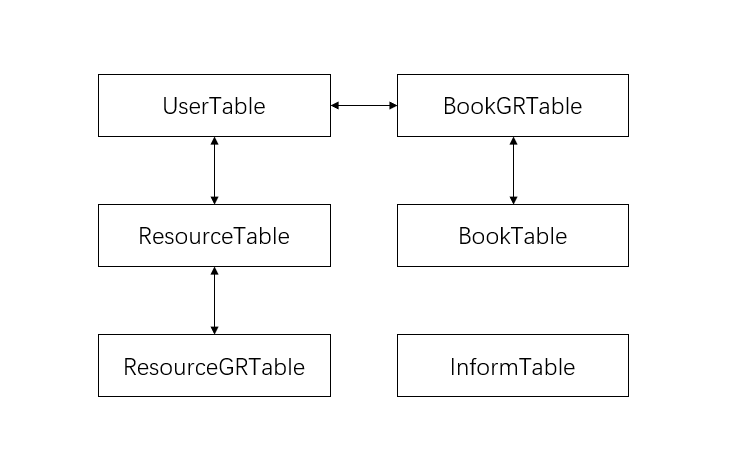 UserTable
BookGRTable
ResourceTable
BookTable
ResourceGRTable
InformTable